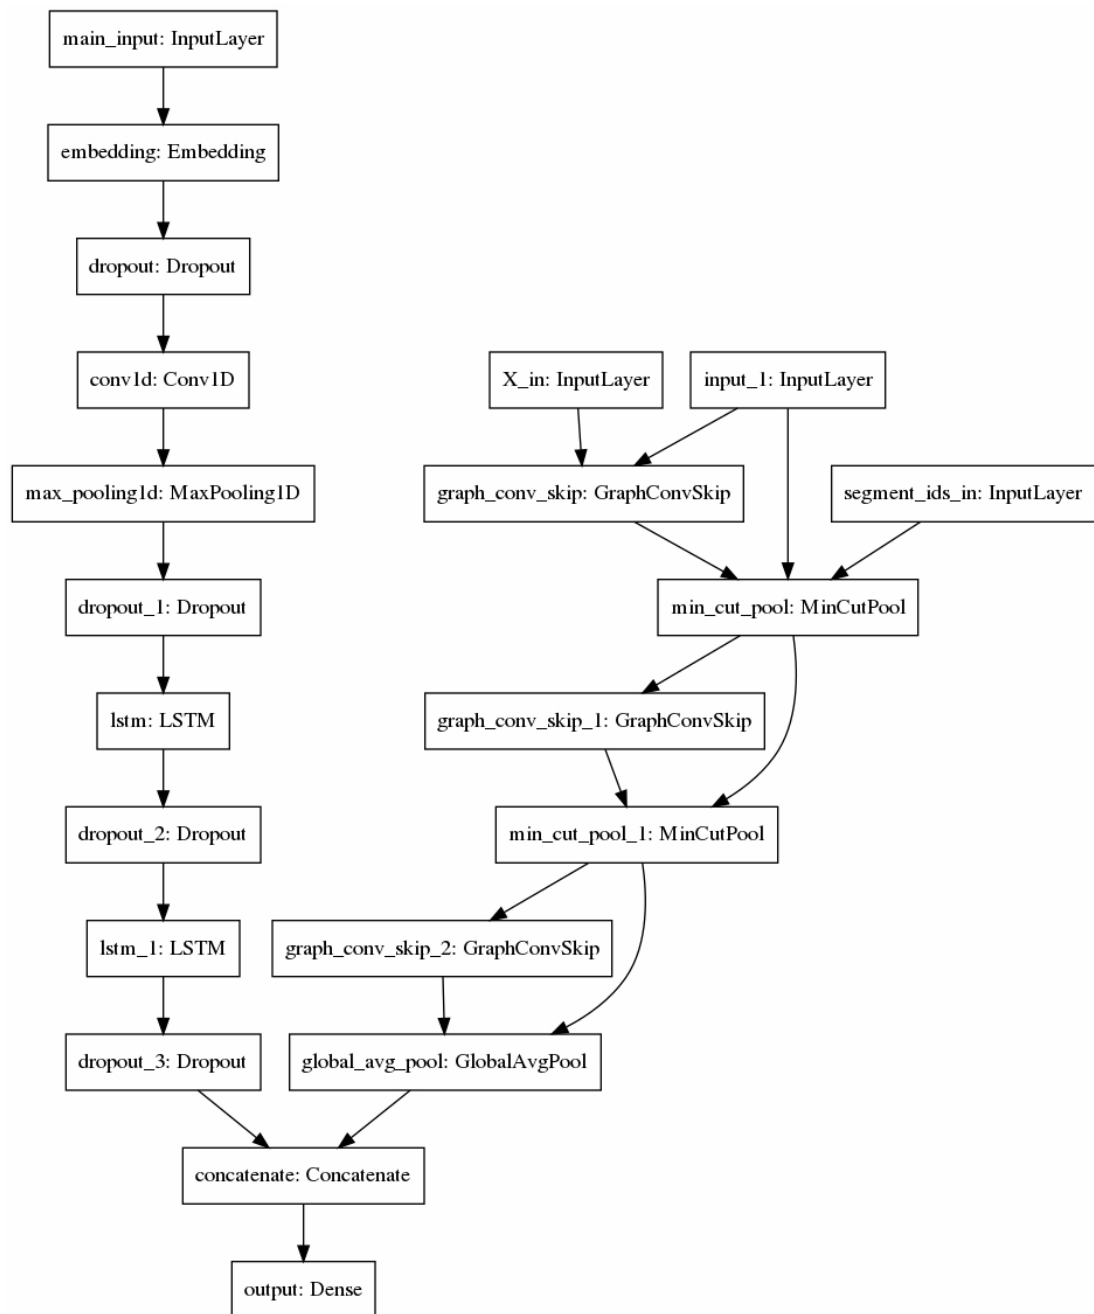 main_input: InputLayer
embedding: Embedding
dropout: Dropout
conv1d: Conv1D
X_in: InputLayer
input_1: InputLayer
max_pooling1d: MaxPooling1D
graph_conv_skip: GraphConvSkip
segment_ids_in: InputLayer
dropout_1: Dropout
min_cut_pool: MinCutPool
lstm: LSTM
graph_conv_skip_1: GraphConvSkip
dropout_2: Dropout
min_cut_pool_1: MinCutPool
lstm_1: LSTM
graph_conv_skip_2: GraphConvSkip
dropout_3: Dropout
global_avg_pool: GlobalAvgPool
concatenate: Concatenate
output: Dense